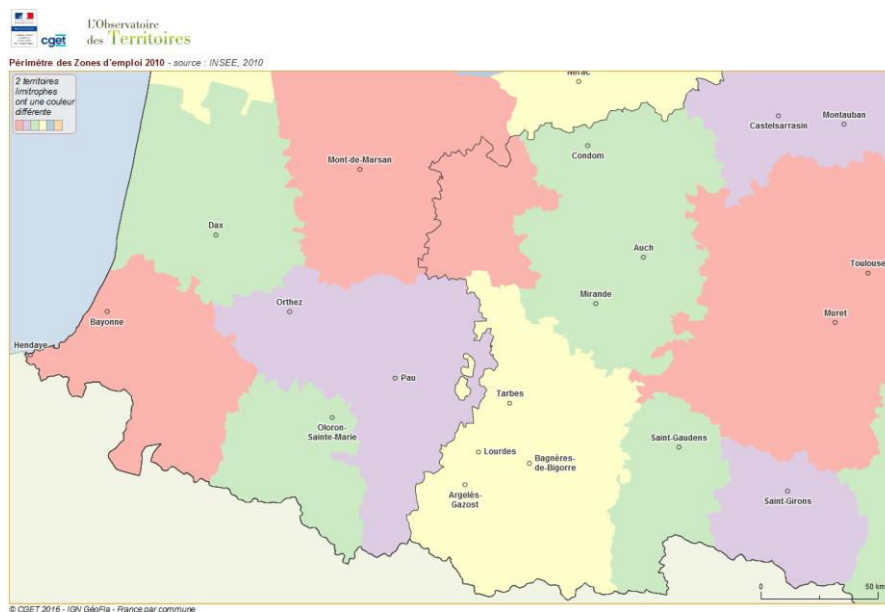 cget
L'Observatoire
des Territoires
Périmètre des Zones d'emploi 2010 - source : INSEE, 2010
2 territoires
limitrophes
ont une couleur
différente
Nérac
Castelsarrasin
Montauban
Mont-de-Marsan
Condom
Dax
Auch
Toulouse
Mirande
Orthez
Bayonne
Muret
Hendaye
Pau
Tarbes
Oloron-
Sainte-Marie
Saint-Gaudens
Lourdes
Bagnères-
de-Bigorre
Argelès-
Gazost
Saint-Girons
0
50 km
© CGET 2016 - IGN GéoFla - France par commune